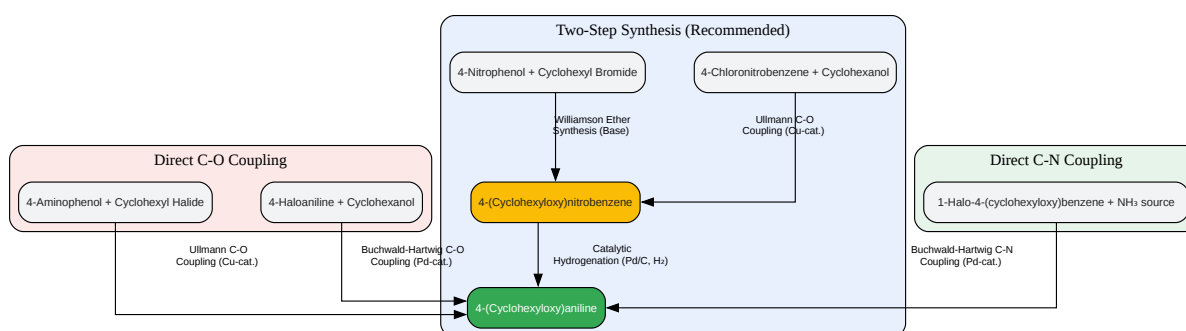 Two-Step Synthesis (Recommended)
4-Nitrophenol + Cyclohexyl Bromide
4-Chloronitrobenzene + Cyclohexanol
Williamson Ether
Synthesis (Base)
Ullmann C-O
Coupling (Cu-cat.)
Direct C-O Coupling
4-Aminophenol + Cyclohexyl Halide
4-Haloaniline + Cyclohexanol
4-(Cyclohexyloxy)nitrobenzene
Direct C-N Coupling
1-Halo-4-(cyclohexyloxy)benzene + NH₃ source
Ullmann C-O
Coupling (Cu-cat.)
Buchwald-Hartwig C-O
Coupling (Pd-cat.)
Catalytic
Hydrogenation (Pd/C, H₂)
Buchwald-Hartwig C-N
Coupling (Pd-cat.)
4-(Cyclohexyloxy)aniline